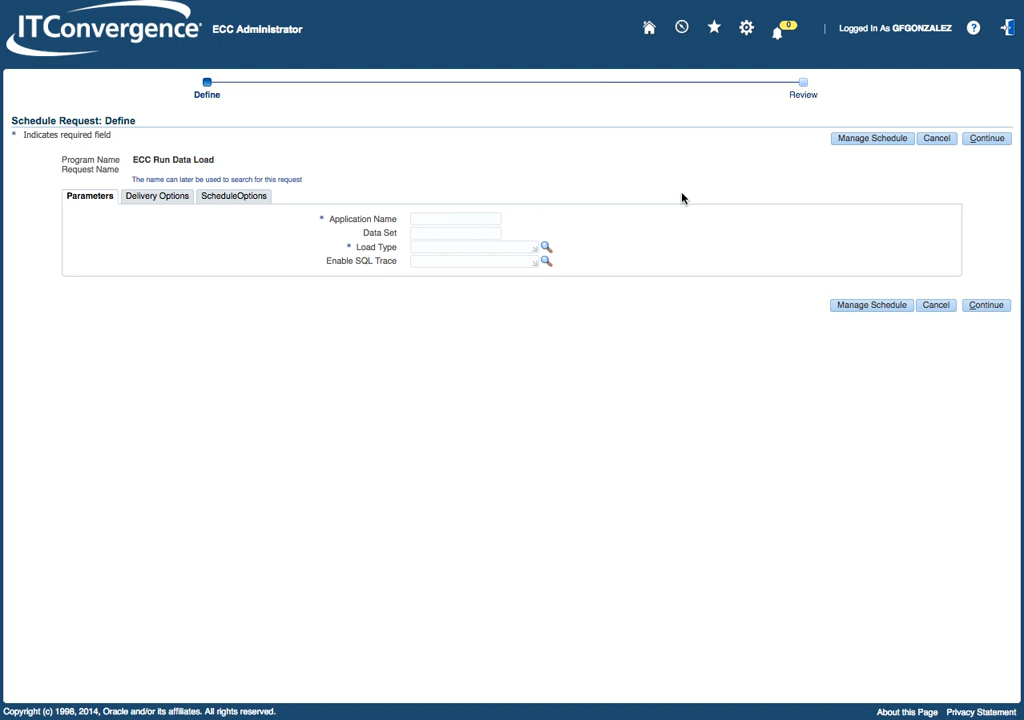 ITConvergence ECC Administrator
0
Logged In As GFGONZALEZ
?
Define
Review
Schedule Request: Define
* Indicates required field
Manage Schedule Cancel Continue
Program Name ECC Run Data Load
Request Name
The name can later be used to search for this request
Parameters Delivery Options ScheduleOptions
* Application Name
Data Set
* Load Type
Enable SQL Trace
Manage Schedule Cancel Continue
Copyright (c) 1998, 2014, Oracle and/or its affiliates. All rights reserved.
About this Page Privacy Statement